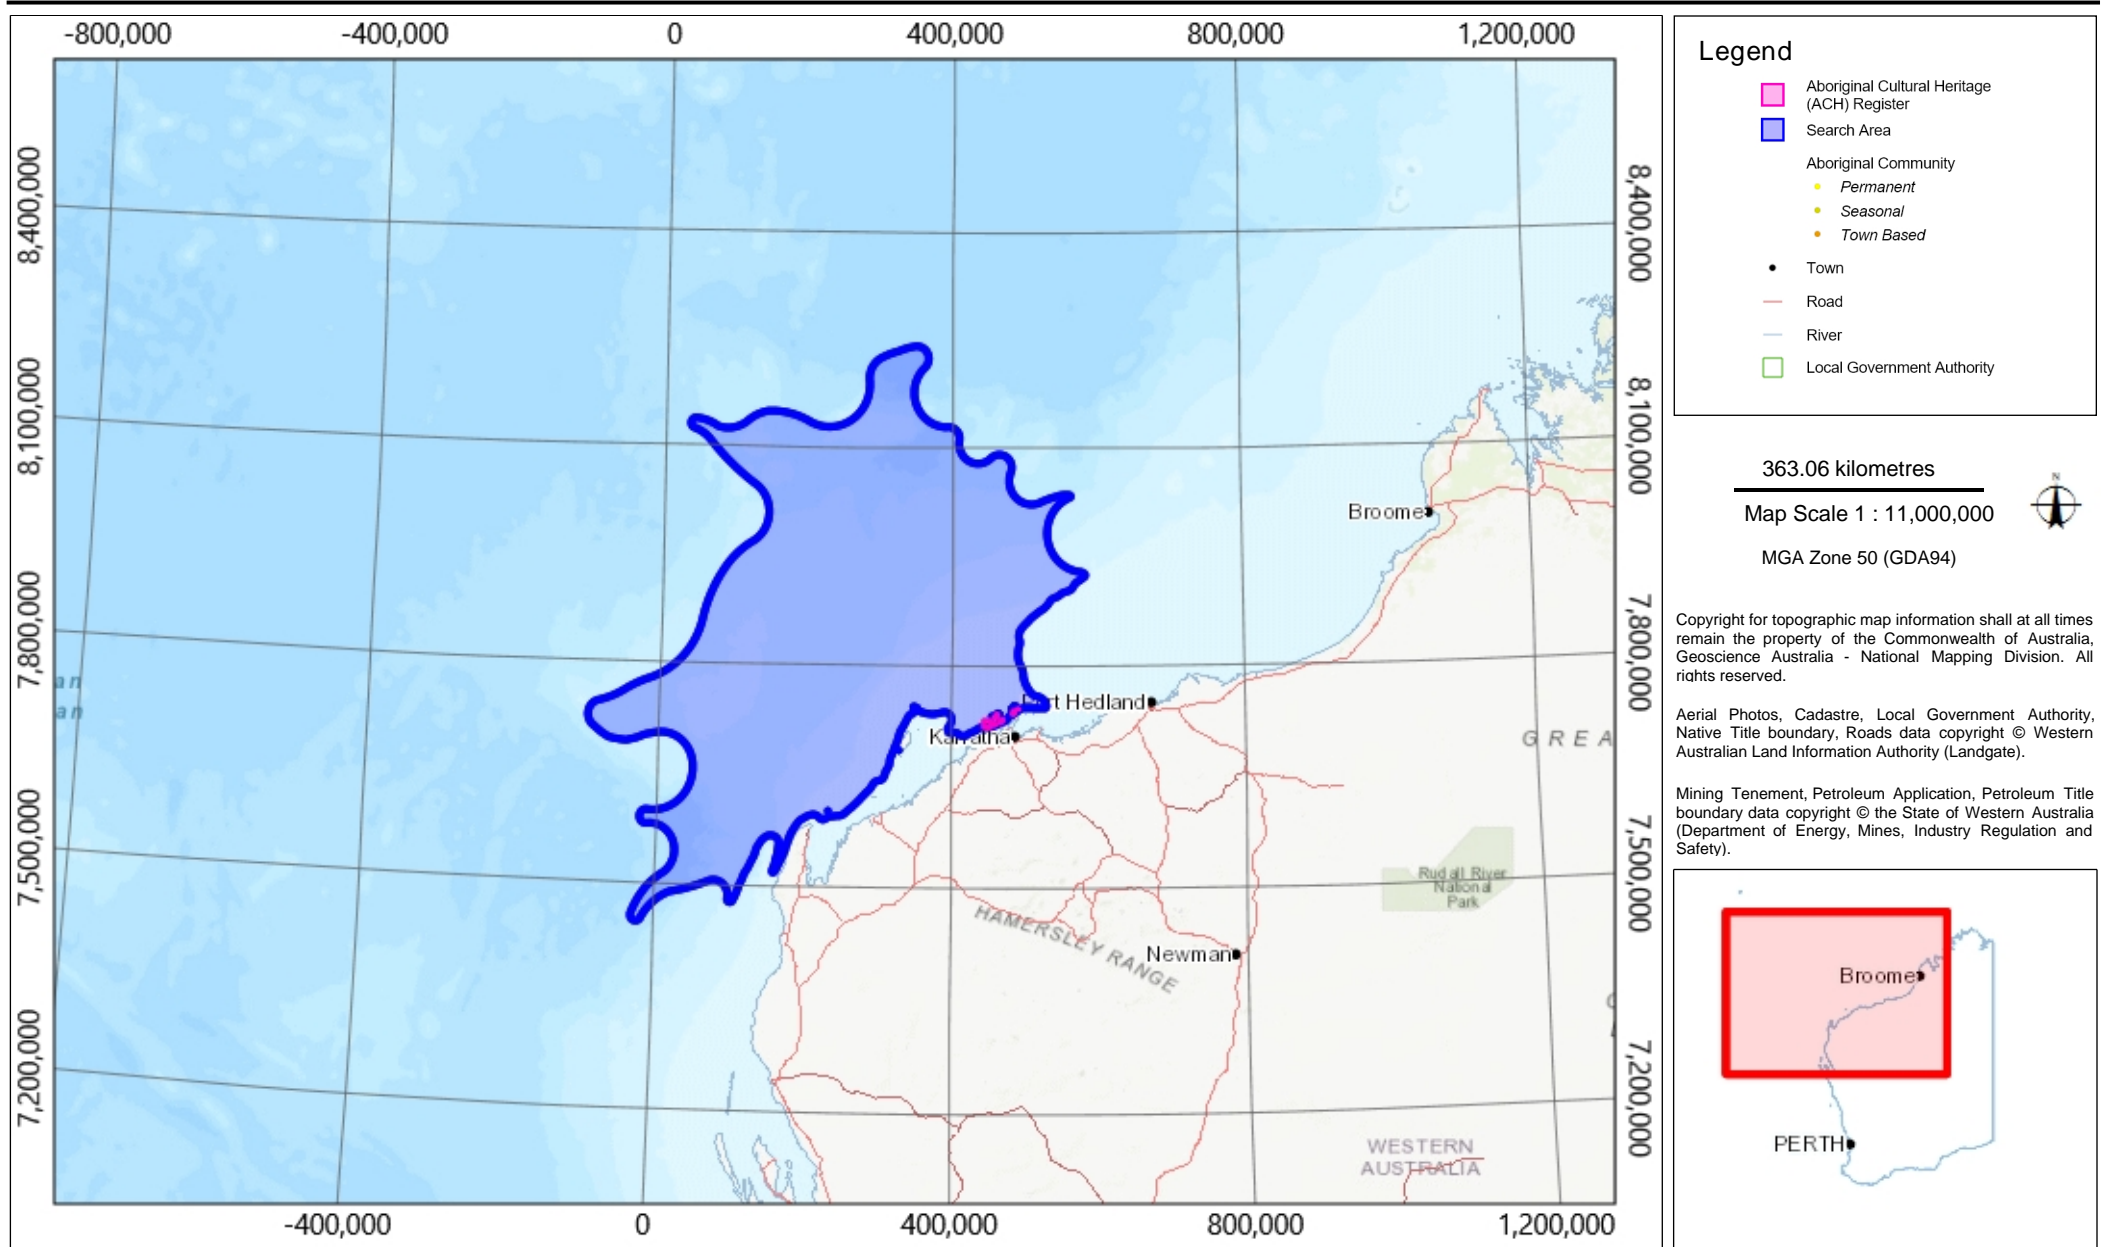 -800,000 -400,000 0 400,000 800,000 1,200,000
8,400,000
8,100,000
7,800,000
7,500,000
7,200,000
8,400,000
8,100,000
7,800,000
7,500,000
7,200,000
an
an
Broome
Port Hedland
Karratha
GREA
Rudall River
National
Park
HAMERSLEY RANGE
Newman
WESTERN
AUSTRALIA
-400,000 0 400,000 800,000 1,200,000
Legend
Aboriginal Cultural Heritage
(ACH) Register
Search Area
Aboriginal Community
Permanent
Seasonal
Town Based
Town
Road
River
Local Government Authority
363.06 kilometres
Map Scale 1 : 11,000,000
MGA Zone 50 (GDA94)
N
Copyright for topographic map information shall at all times
remain the property of the Commonwealth of Australia,
Geoscience Australia - National Mapping Division. All
rights reserved.
Aerial Photos, Cadastre, Local Government Authority,
Native Title boundary, Roads data copyright © Western
Australian Land Information Authority (Landgate).
Mining Tenement, Petroleum Application, Petroleum Title
boundary data copyright © the State of Western Australia
(Department of Energy, Mines, Industry Regulation and
Safety).
Broome
PERTH